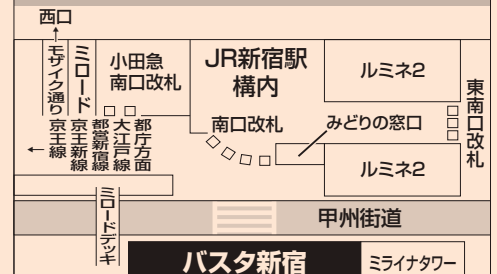 西口
モザイク通り
ミロード
小田急
南口改札
JR新宿駅
構内
ルミネ2
東南口改札
南口改札
みどりの窓口
ルミネ2
京王線
京王新線
都営新宿線
大江戸線
都庁方面
ミロードデッキ
甲州街道
バスタ新宿
ミライナタワー